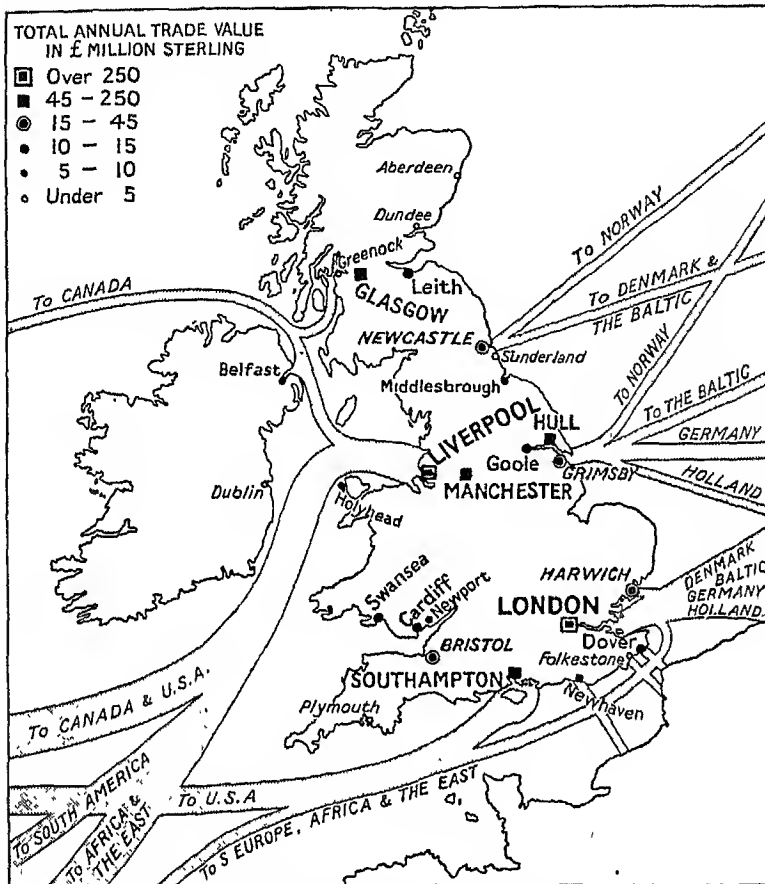 TOTAL ANNUAL TRADE VALUE
IN £ MILLION STERLING
Over 250
45 – 250
15 – 45
10 – 15
5 – 10
Under 5
Aberdeen
Dundee
Greenock
GLASGOW
Leith
To NORWAY
To DENMARK &
THE BALTIC
To CANADA
NEWCASTLE
Sunderland
To NORWAY
Belfast
Middlesbrough
To THE BALTIC
LIVERPOOL
HULL
GERMANY
Goole
GRIMSBY
HOLLAND
MANCHESTER
Dublin
Holyhead
Swansea
Cardiff
Newport
HARWICH
DENMARK
BALTIC
GERMANY
HOLLAND
LONDON
Dover
BRISTOL
Folkestone
SOUTHAMPTON
Newhaven
Plymouth
To CANADA & U.S.A.
To SOUTH AMERICA
To U.S.A
To AFRICA &
THE EAST
To S EUROPE, AFRICA & THE EAST